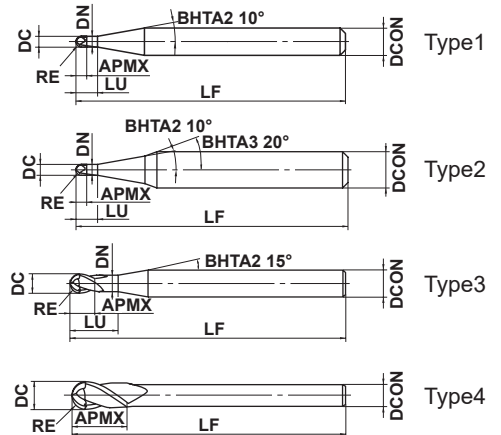 DC
DN
BHTA2 10°
DCON
Type1
RE
APMX
LU
LF
DC
DN
BHTA2 10°
BHTA3 20°
DCON
Type2
RE
APMX
LU
LF
DC
DN
BHTA2 15°
DCON
Type3
RE
APMX
LU
LF
DC
DCON
Type4
RE
APMX
LF